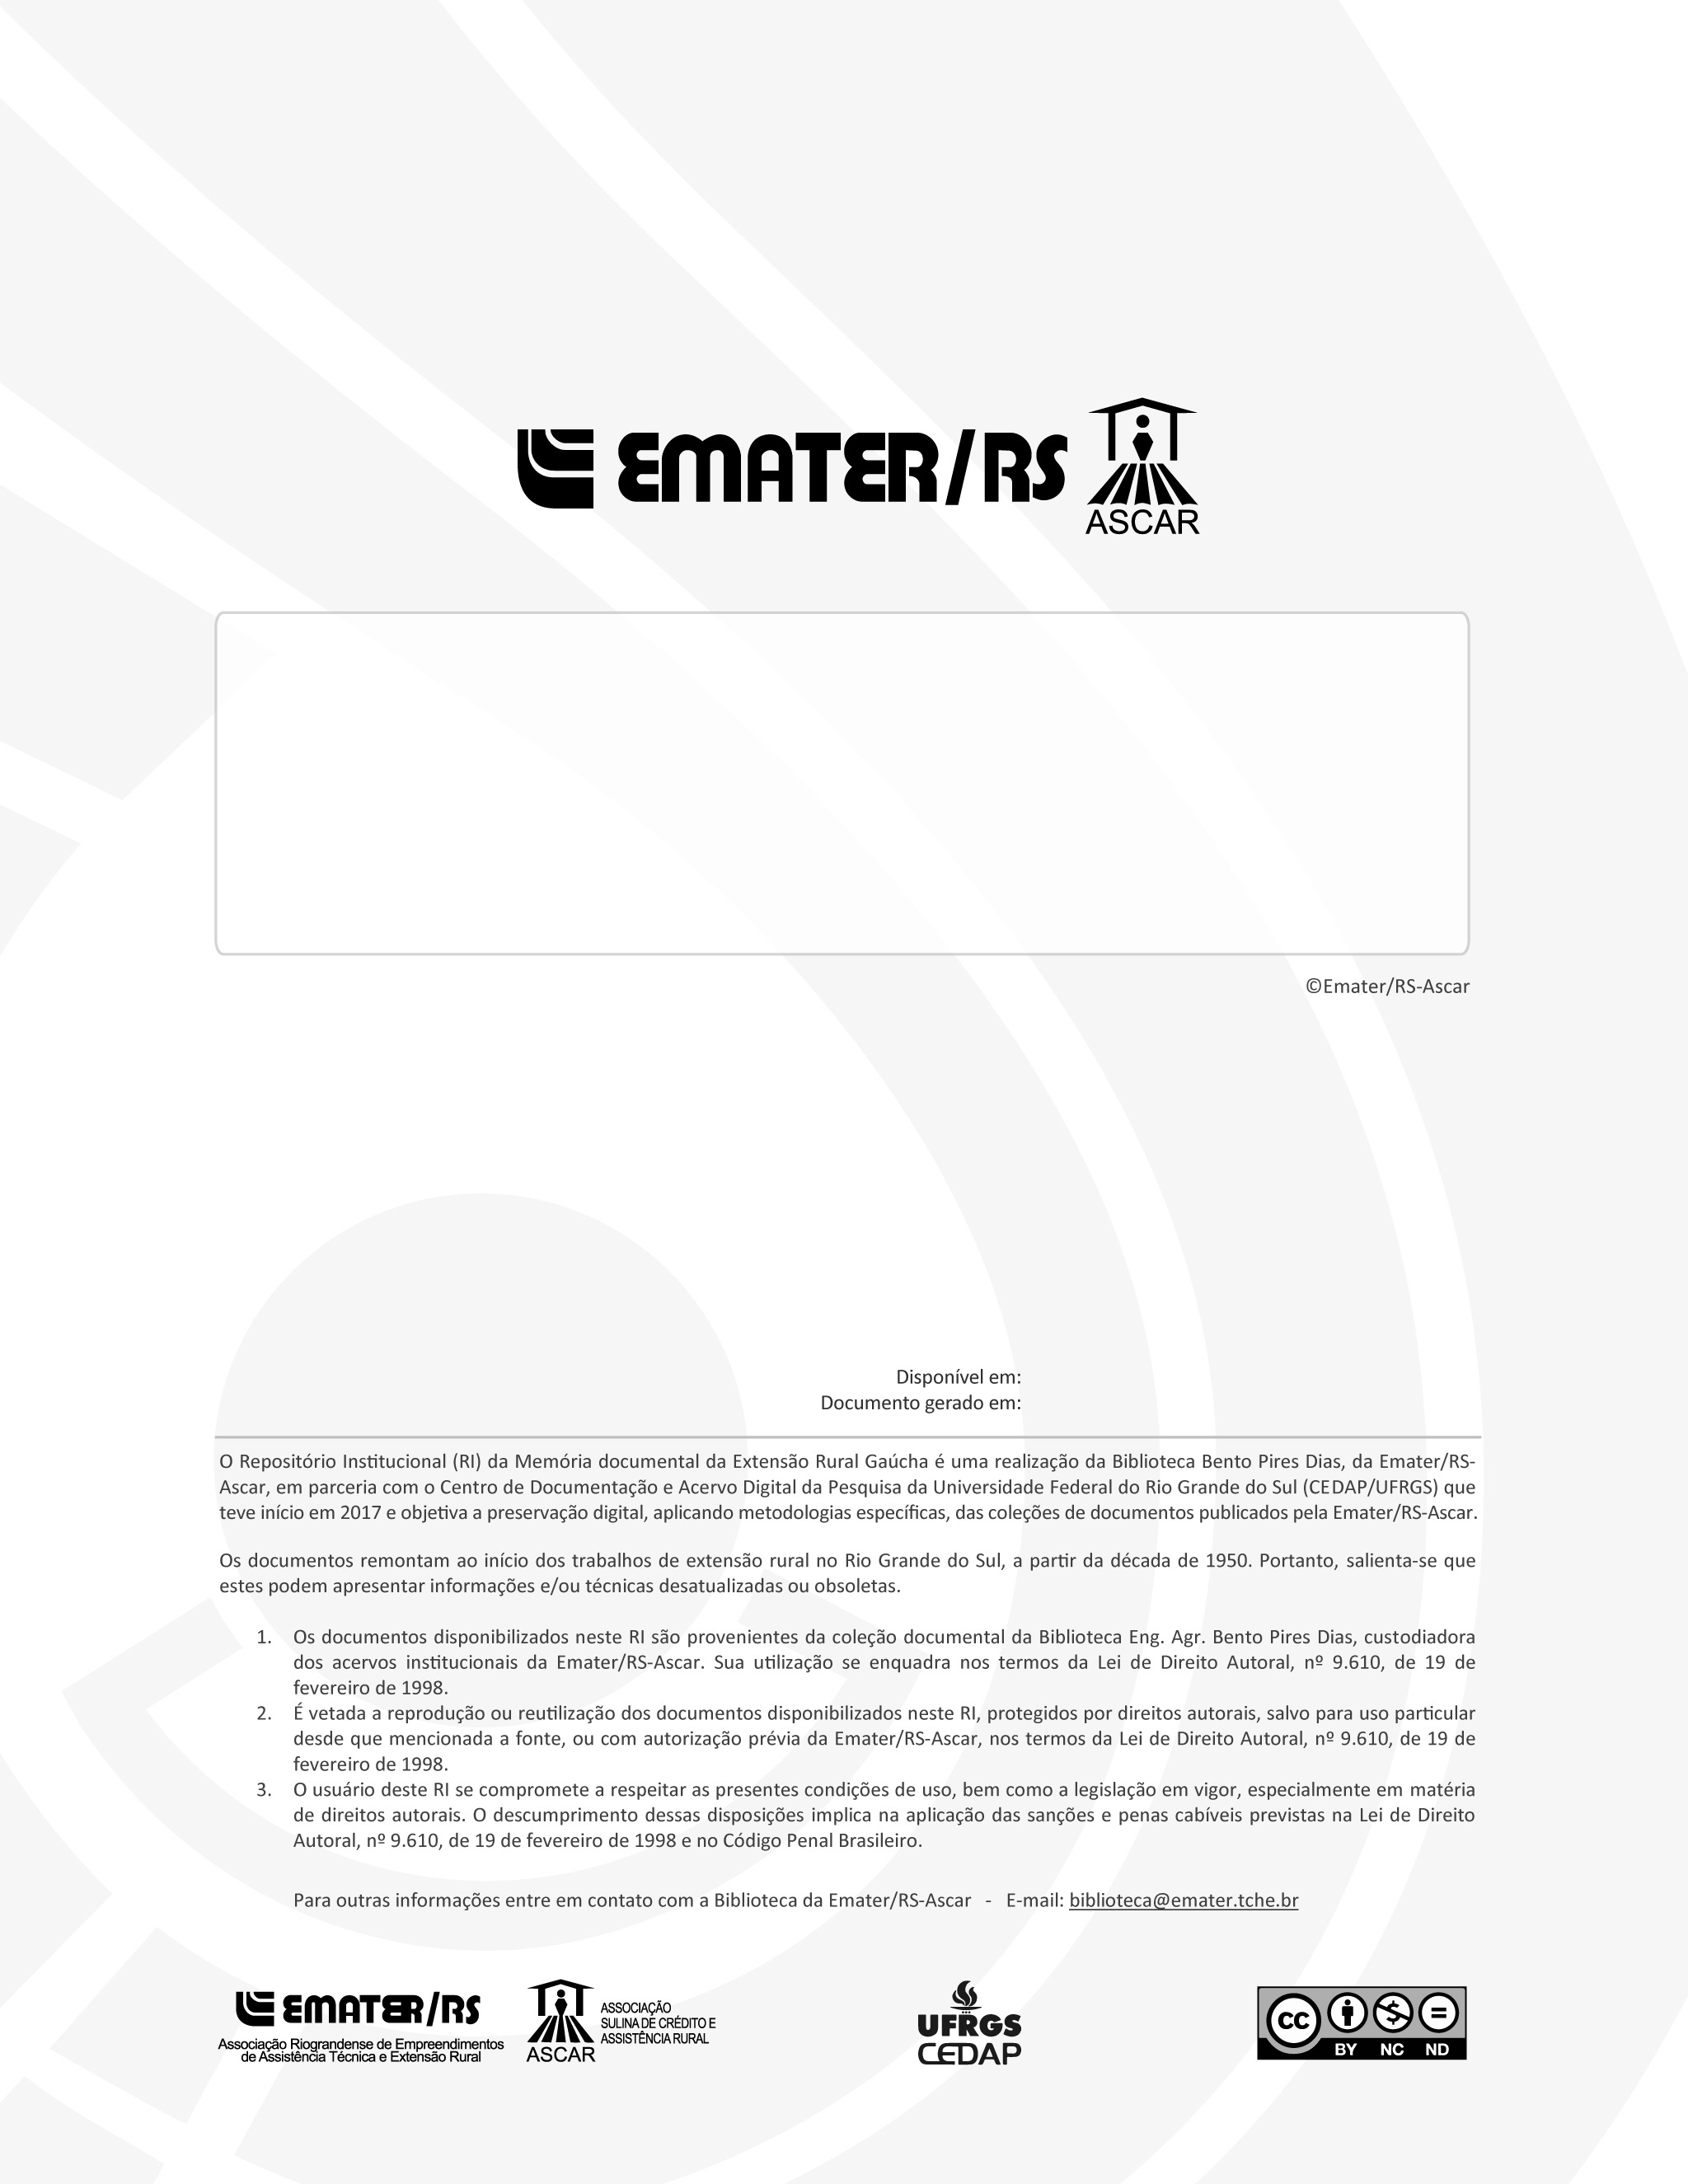 EMATER/RS
ASCAR
©Emater/RS-Ascar
Disponível em:
Documento gerado em:
O Repositório Institucional (RI) da Memória documental da Extensão Rural Gaúcha é uma realização da Biblioteca Bento Pires Dias, da Emater/RS-
Ascar, em parceria com o Centro de Documentação e Acervo Digital da Pesquisa da Universidade Federal do Rio Grande do Sul (CEDAP/UFRGS) que
teve início em 2017 e objetiva a preservação digital, aplicando metodologias específicas, das coleções de documentos publicados pela Emater/RS-Ascar.
Os documentos remontam ao início dos trabalhos de extensão rural no Rio Grande do Sul, a partir da década de 1950. Portanto, salienta-se que
estes podem apresentar informações e/ou técnicas desatualizadas ou obsoletas.
1. Os documentos disponibilizados neste RI são provenientes da coleção documental da Biblioteca Eng. Agr. Bento Pires Dias, custodiadora
dos acervos institucionais da Emater/RS-Ascar. Sua utilização se enquadra nos termos da Lei de Direito Autoral, nº 9.610, de 19 de
fevereiro de 1998.
2. É vetada a reprodução ou reutilização dos documentos disponibilizados neste RI, protegidos por direitos autorais, salvo para uso particular
desde que mencionada a fonte, ou com autorização prévia da Emater/RS-Ascar, nos termos da Lei de Direito Autoral, nº 9.610, de 19 de
fevereiro de 1998.
3. O usuário deste RI se compromete a respeitar as presentes condições de uso, bem como a legislação em vigor, especialmente em matéria
de direitos autorais. O descumprimento dessas disposições implica na aplicação das sanções e penas cabíveis previstas na Lei de Direito
Autoral, nº 9.610, de 19 de fevereiro de 1998 e no Código Penal Brasileiro.
Para outras informações entre em contato com a Biblioteca da Emater/RS-Ascar - E-mail: biblioteca@emater.tche.br
EMATER/RS
Associação Riograndense de Empreendimentos
de Assistência Técnica e Extensão Rural
ASCAR
ASSOCIAÇÃO
SULINA DE CRÉDITO E
ASSISTÊNCIA RURAL
UFRGS
CEDAP
CC
BY NC ND